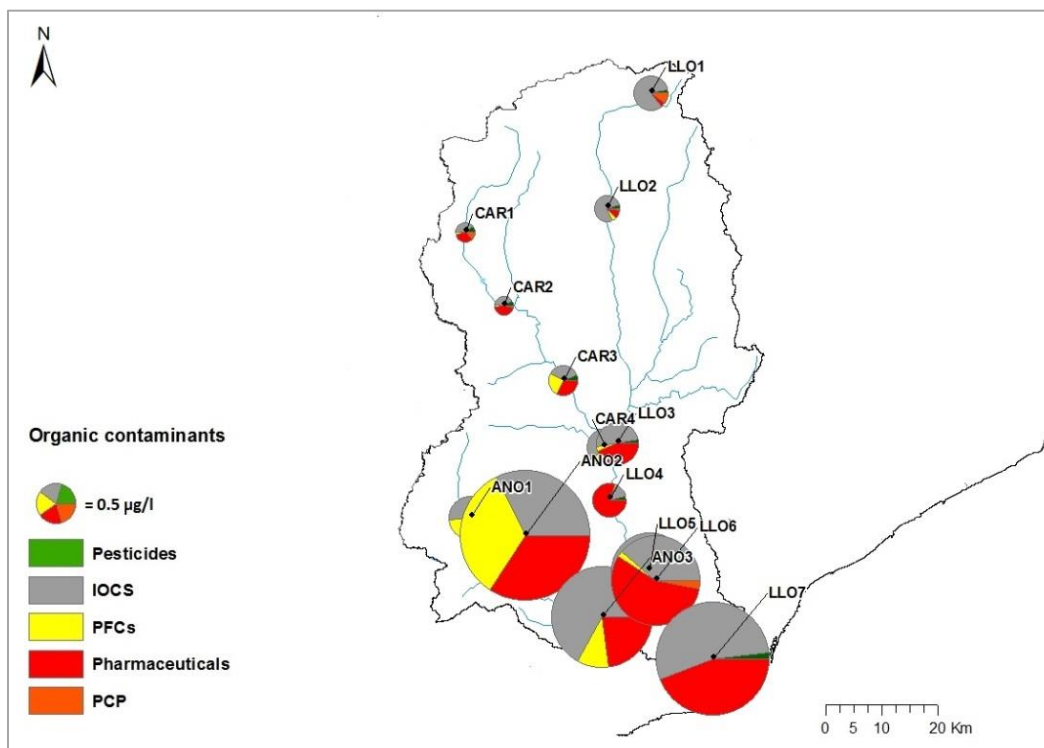 N
LLO1
LLO2
CAR1
CAR2
CAR3
CAR4
LLO3
ANO2
LLO4
ANO1
LLO5
LLO6
ANO3
LLO7
Organic contaminants
= 0.5 µg/l
Pesticides
IOCS
PFCs
Pharmaceuticals
PCP
0 5 10 20 Km